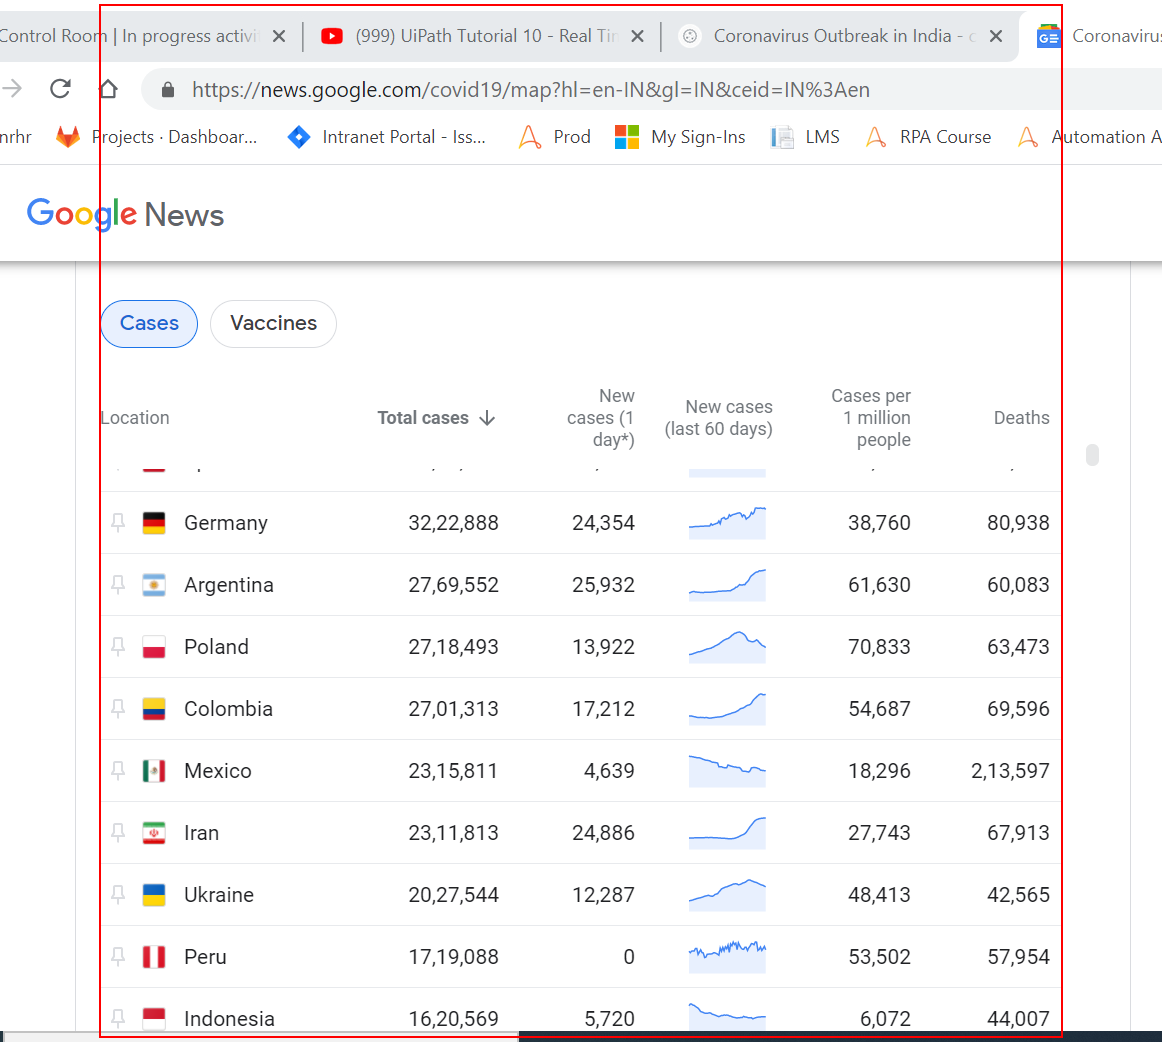 Control Room | In progress activi
(999) UiPath Tutorial 10 - Real Tim
Coronavirus Outbreak in India - c
Coronavirus
https://news.google.com/covid19/map?hl=en-IN&gl=IN&ceid=IN%3Aen
nrhr
Projects · Dashboar...
Intranet Portal - Iss...
Prod
My Sign-Ins
LMS
RPA Course
Automation A
Google News
Cases
Vaccines
Location
Total cases
New cases (1 day*)
New cases (last 60 days)
Cases per 1 million people
Deaths
Germany 32,22,888 24,354 38,760 80,938
Argentina 27,69,552 25,932 61,630 60,083
Poland 27,18,493 13,922 70,833 63,473
Colombia 27,01,313 17,212 54,687 69,596
Mexico 23,15,811 4,639 18,296 2,13,597
Iran 23,11,813 24,886 27,743 67,913
Ukraine 20,27,544 12,287 48,413 42,565
Peru 17,19,088 0 53,502 57,954
Indonesia 16,20,569 5,720 6,072 44,007